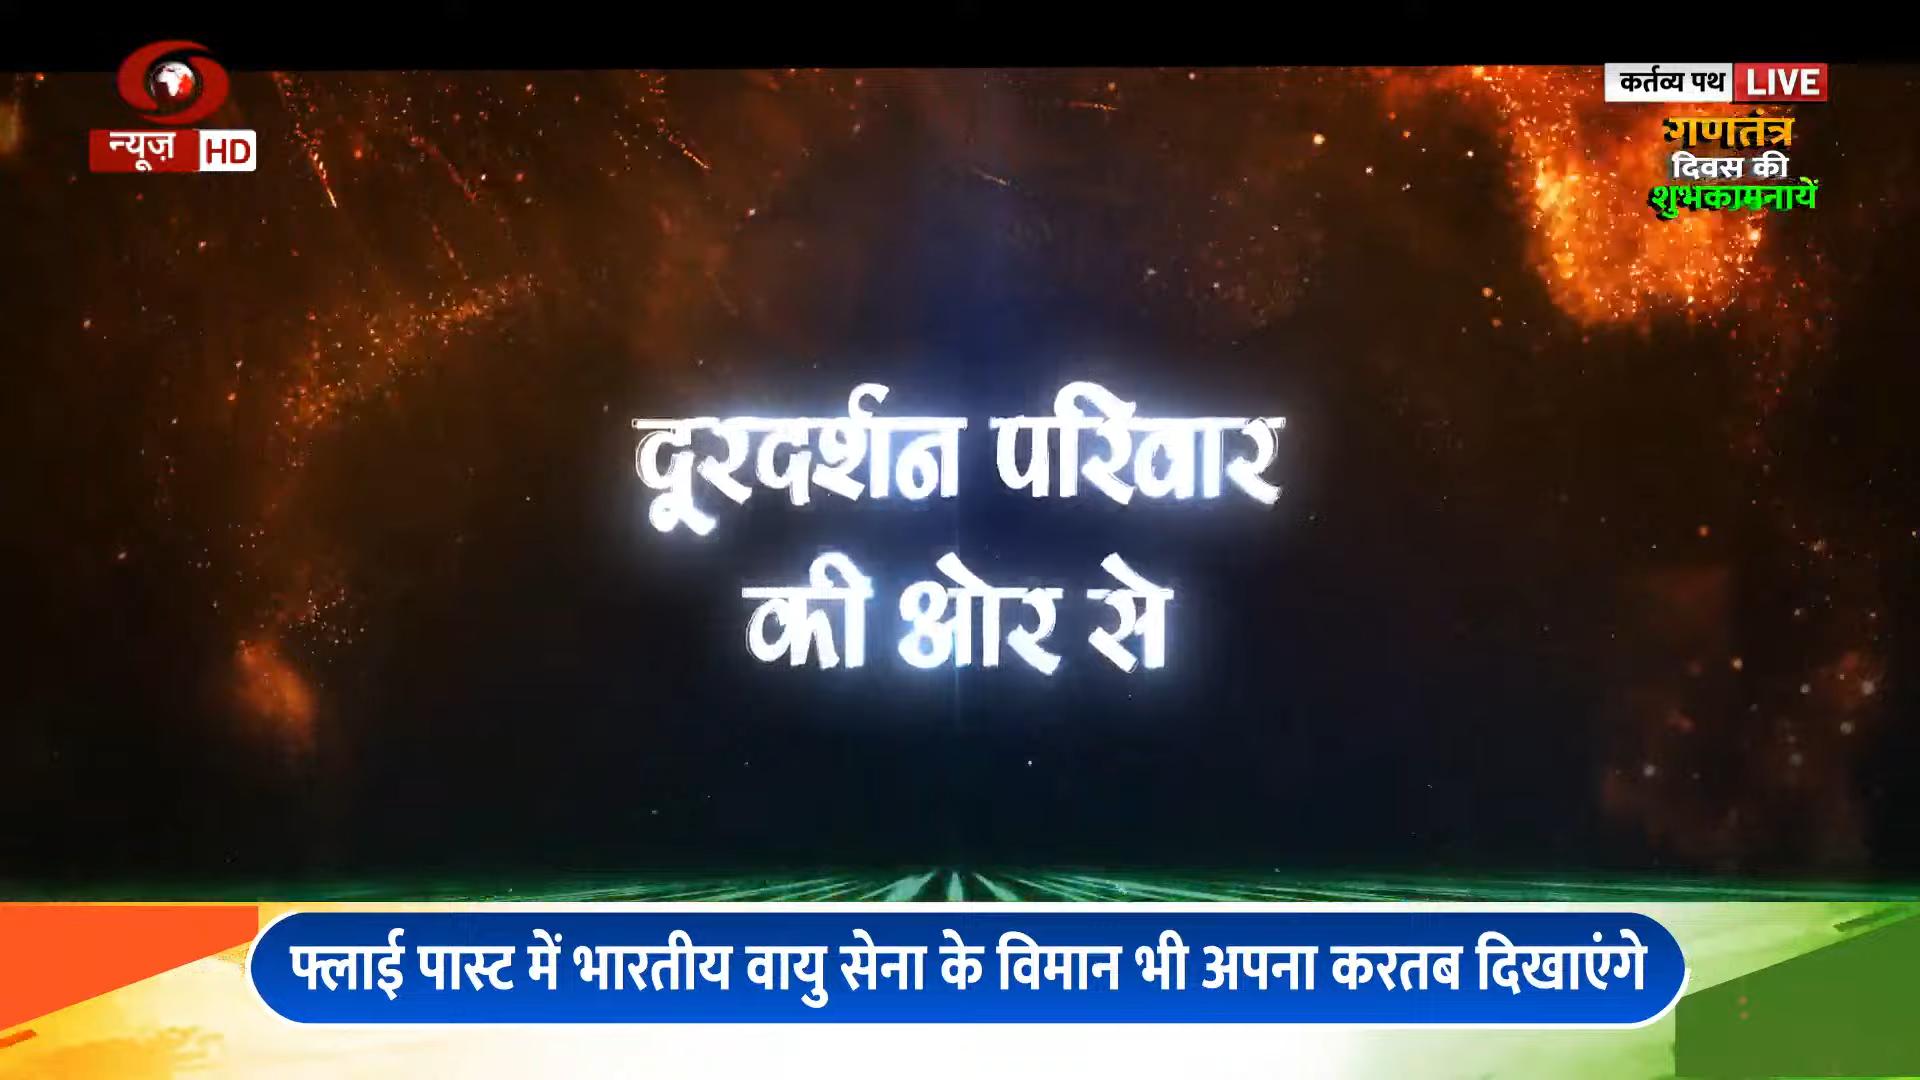 न्यूज़ HD
कर्तव्य पथ LIVE
गणतंत्र
दिवस की
शुभकामनायें
दूरदर्शन परिवार
की ओर से
फ्लाई पास्ट में भारतीय वायु सेना के विमान भी अपना करतब दिखाएंगे